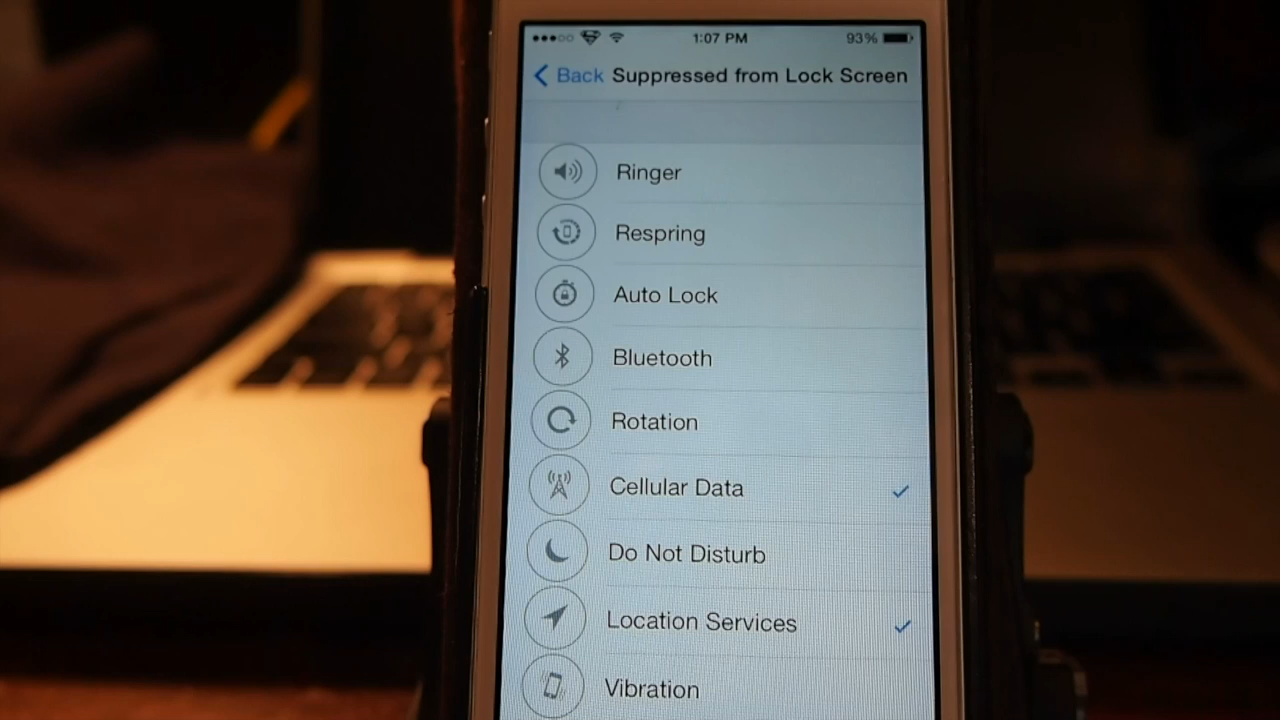 1:07 PM 93%
Back Suppressed from Lock Screen
Ringer
Respring
Auto Lock
Bluetooth
Rotation
Cellular Data
Do Not Disturb
Location Services
Vibration